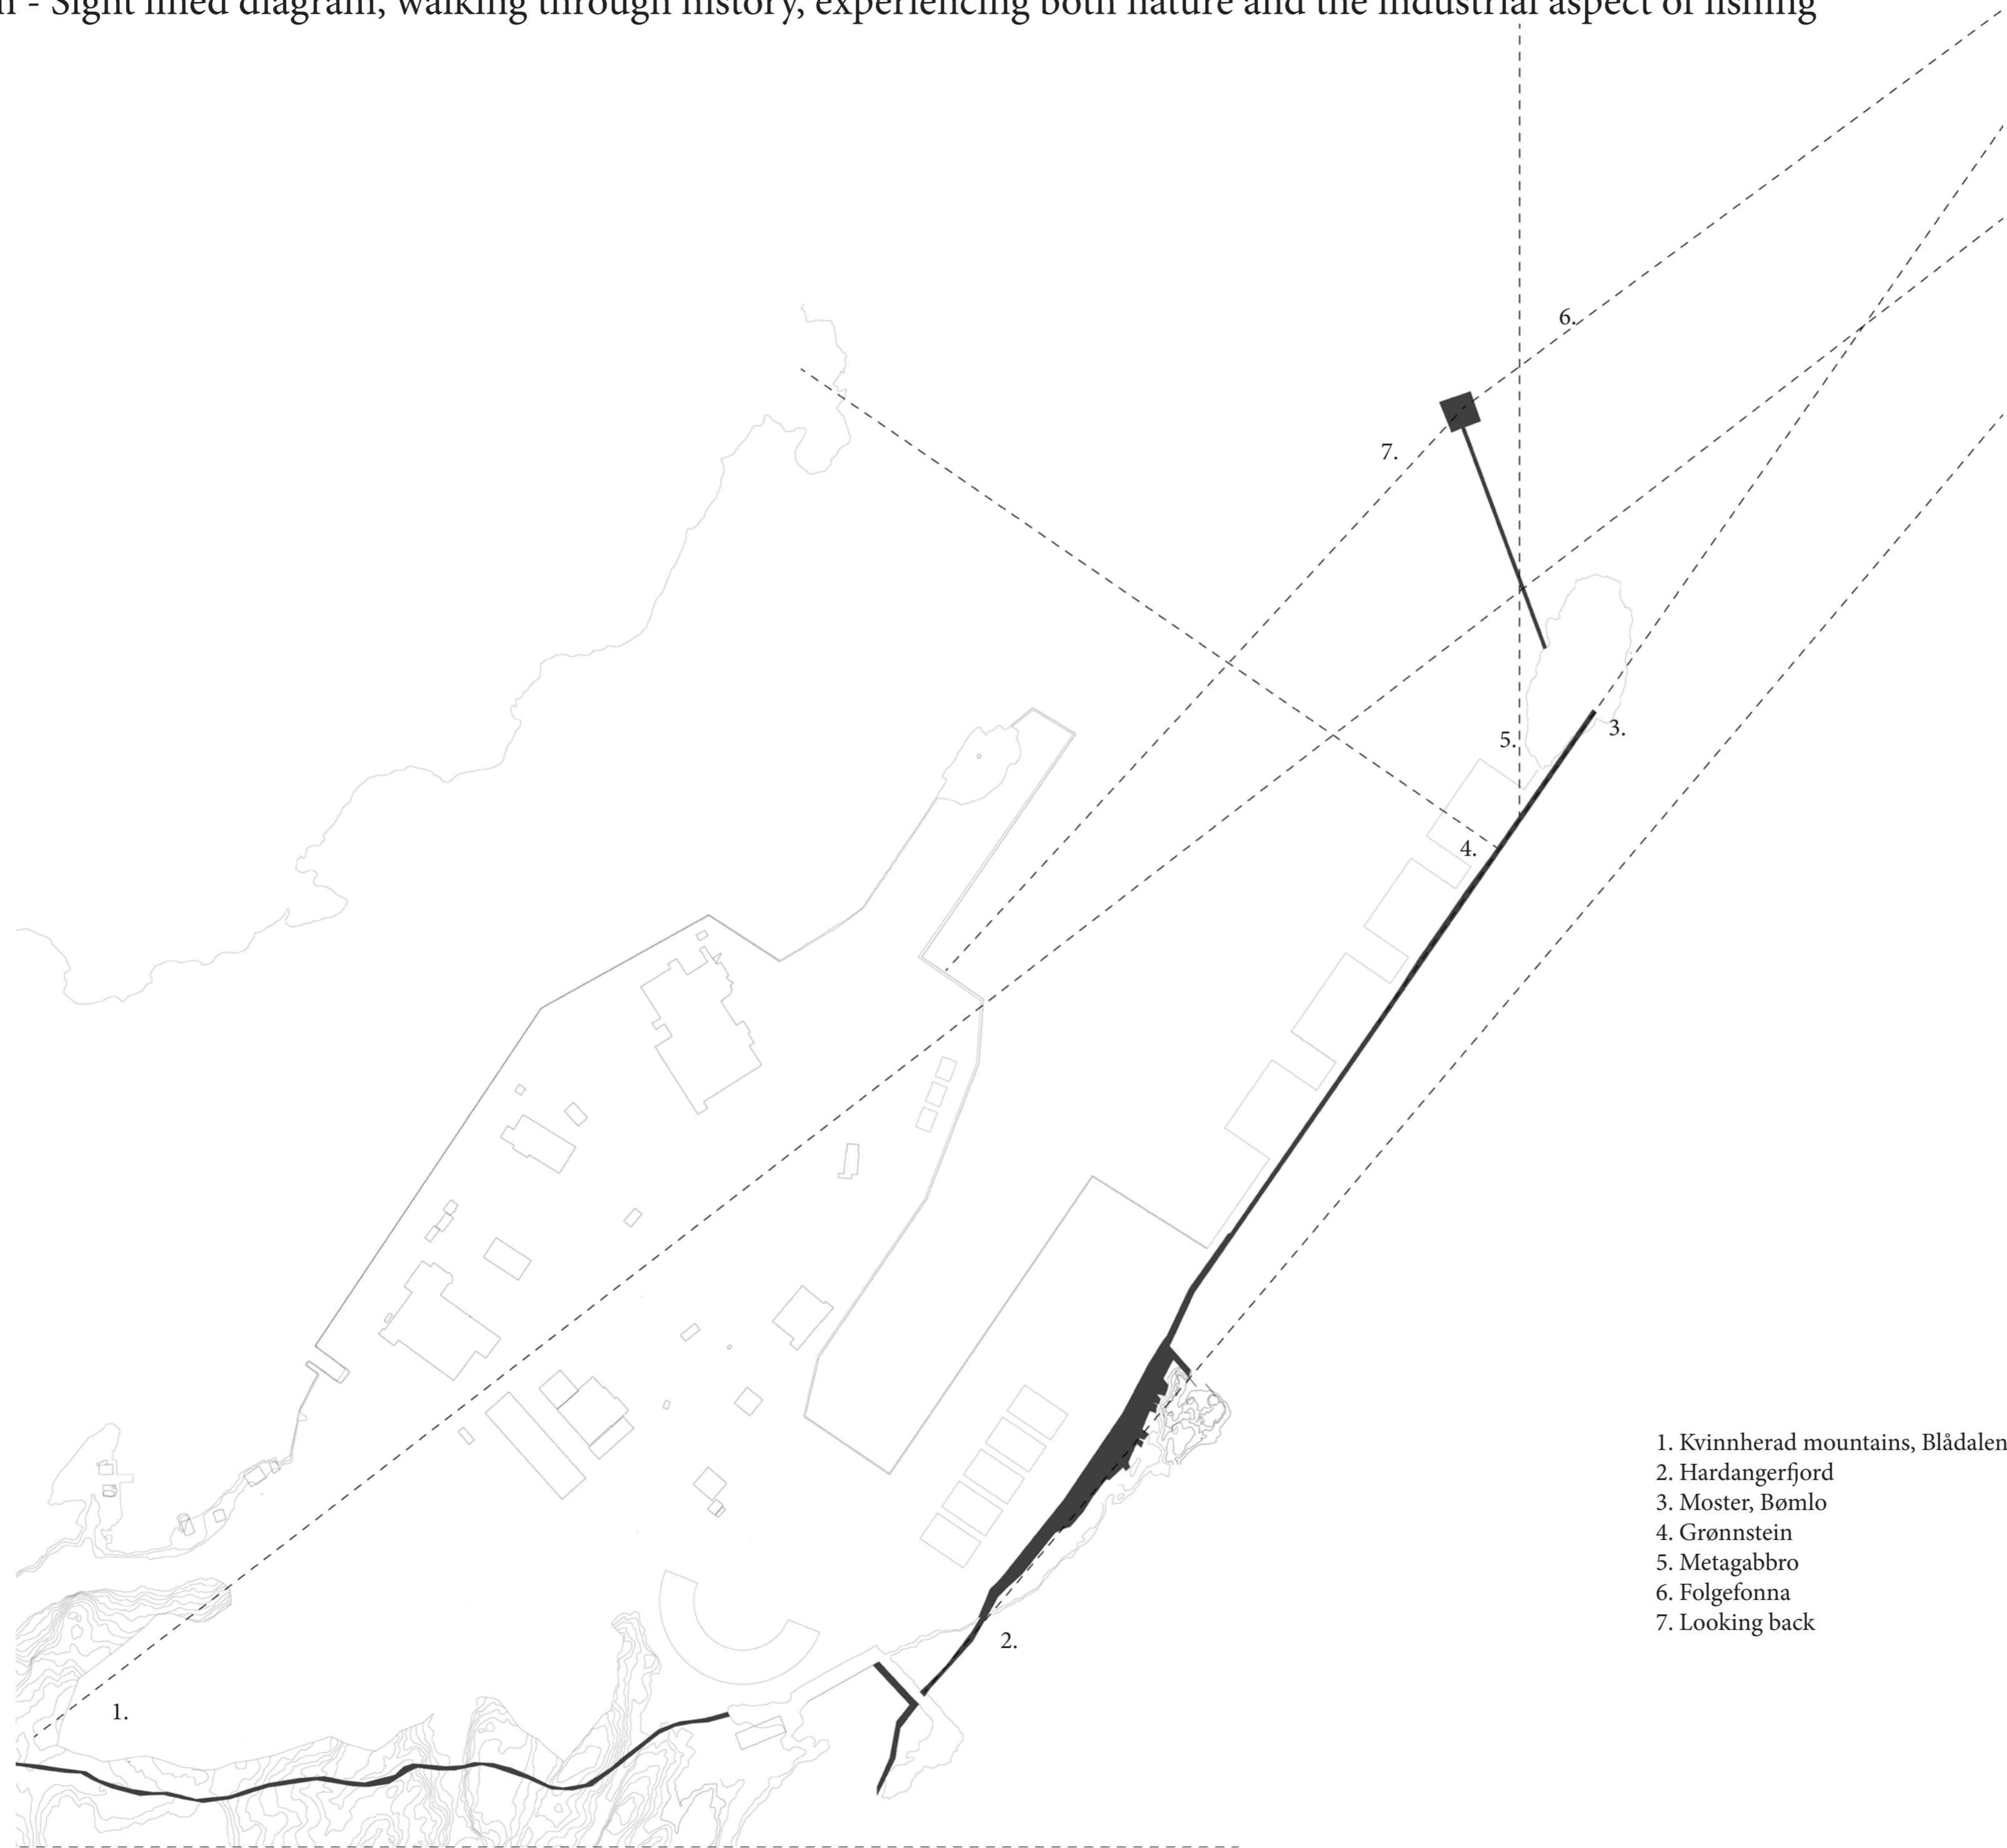 - Sight lined diagram, walking through history, experiencing both nature and the industrial aspect of fishing
6.
7.
3.
5.
4.
2.
1.
1. Kvinnherad mountains, Blådalen
2. Hardangerfjord
3. Moster, Bømlo
4. Grønnstein
5. Metagabbro
6. Folgefonna
7. Looking back